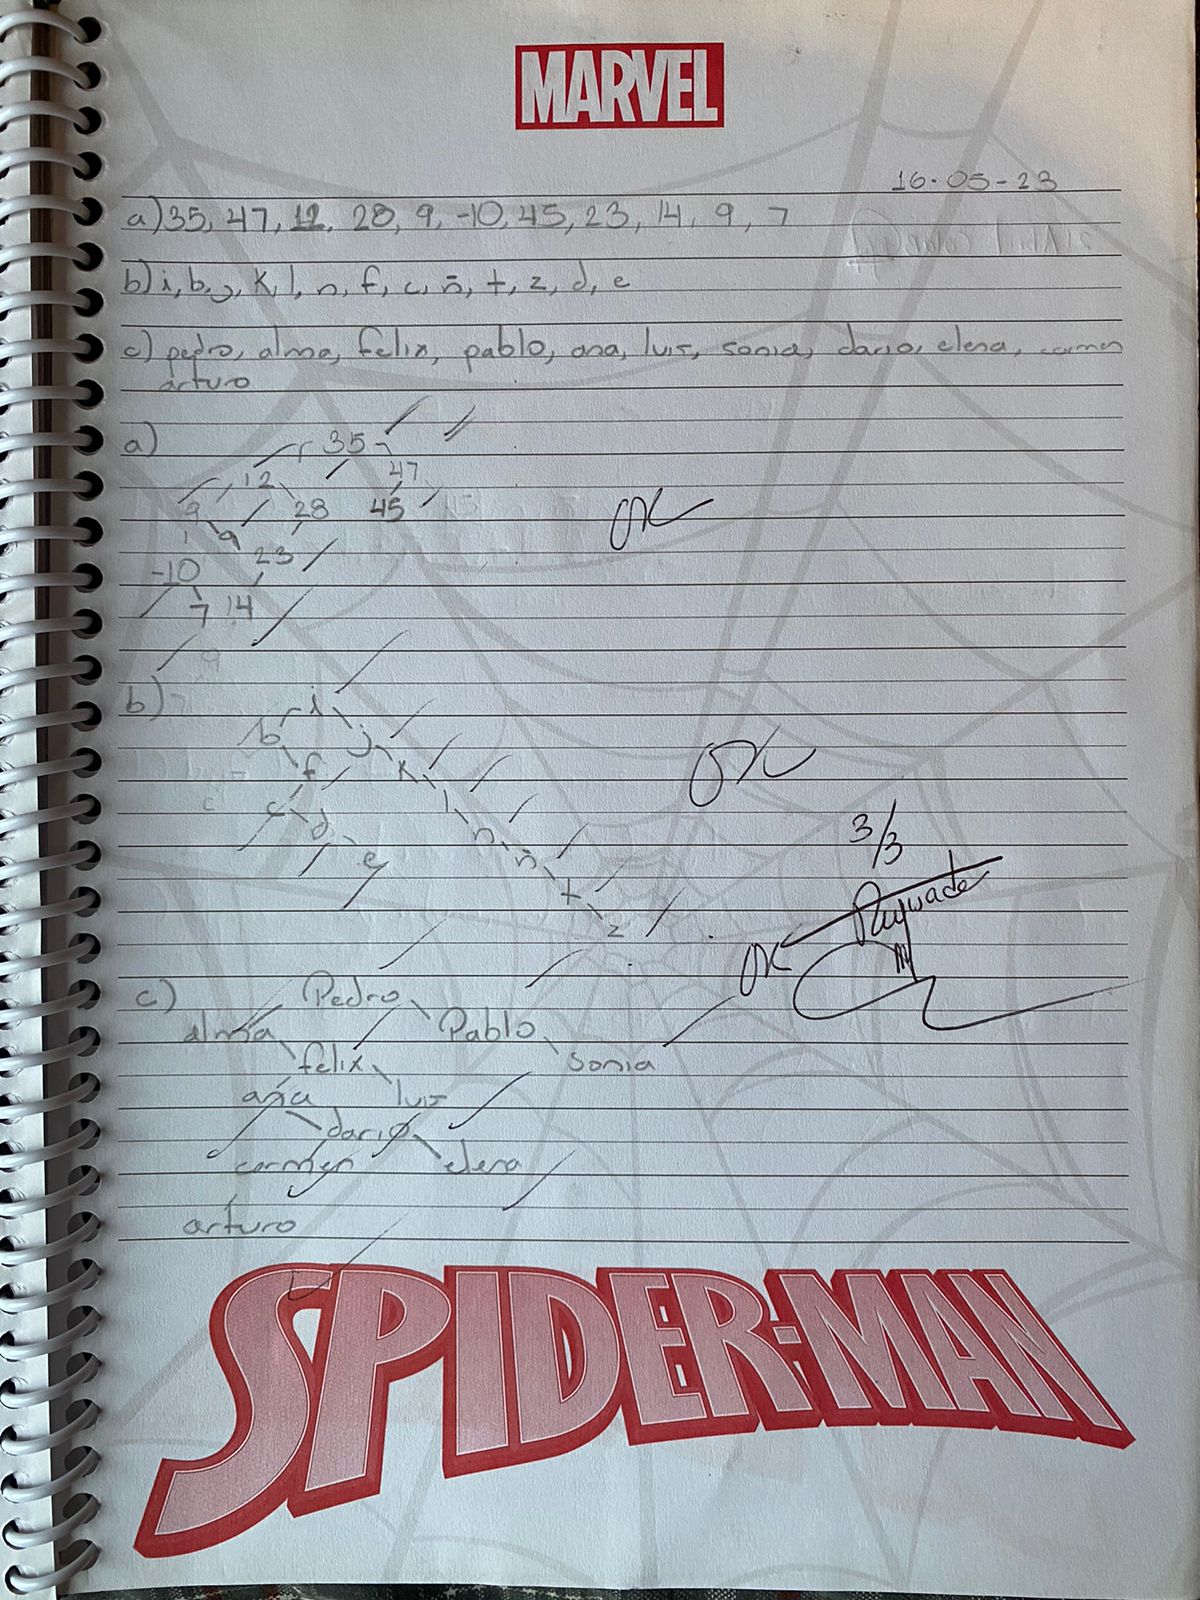 MARVEL
16-05-23
a) 35, 47, 12, 28, 9, -10, 45, 23, 14, 9, 7
b) i, b, j, k, l, n, f, c, ñ, t, z, d, e
c) pedro, alma, felix, pablo, ana, luis, sonia, dario, elena, carmen
arturo
a)
35
12 47
9 28 45
9
23
-10
7 14
OK
b)
i
b j
f k
c l
d n
e ñ
t
z
OK
3/3
OK
c) Pedro
alma Pablo
felix sonia
ana luis
dario
carmen elena
arturo
SPIDER-MAN